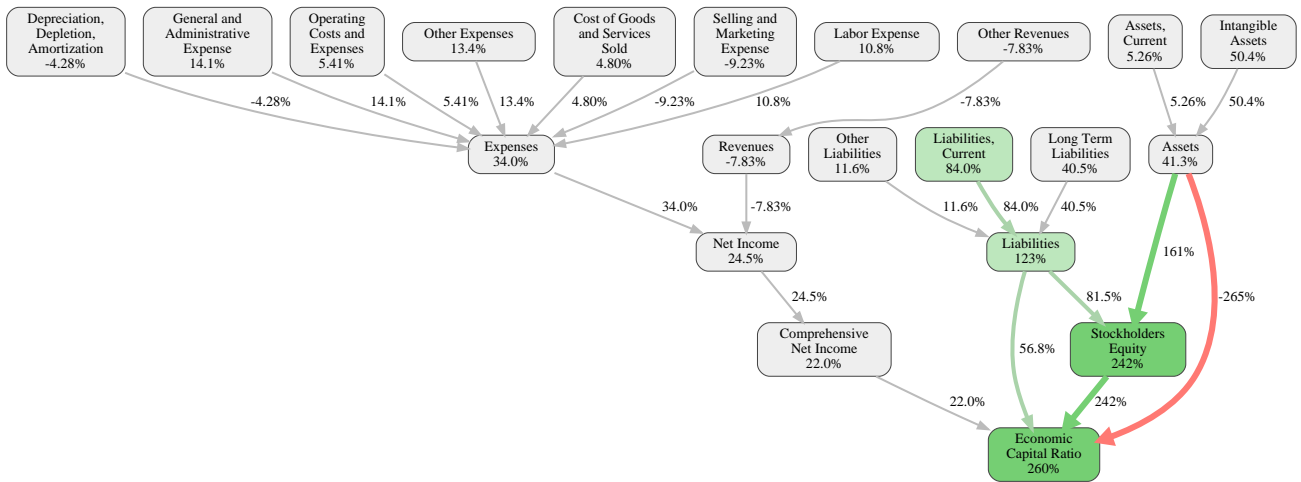 Depreciation,
Depletion,
Amortization
-4.28%
General and
Administrative
Expense
14.1%
Operating
Costs and
Expenses
5.41%
Other Expenses
13.4%
Cost of Goods
and Services
Sold
4.80%
Selling and
Marketing
Expense
-9.23%
Labor Expense
10.8%
Other Revenues
-7.83%
Assets,
Current
5.26%
Intangible
Assets
50.4%
-4.28%
14.1%
5.41%
13.4%
4.80%
-9.23%
10.8%
-7.83%
5.26%
50.4%
Expenses
34.0%
Revenues
-7.83%
Other
Liabilities
11.6%
Liabilities,
Current
84.0%
Long Term
Liabilities
40.5%
Assets
41.3%
34.0%
-7.83%
11.6%
84.0%
40.5%
Net Income
24.5%
Liabilities
123%
161%
24.5%
81.5%
-265%
Comprehensive
Net Income
22.0%
56.8%
Stockholders
Equity
242%
22.0%
242%
Economic
Capital Ratio
260%